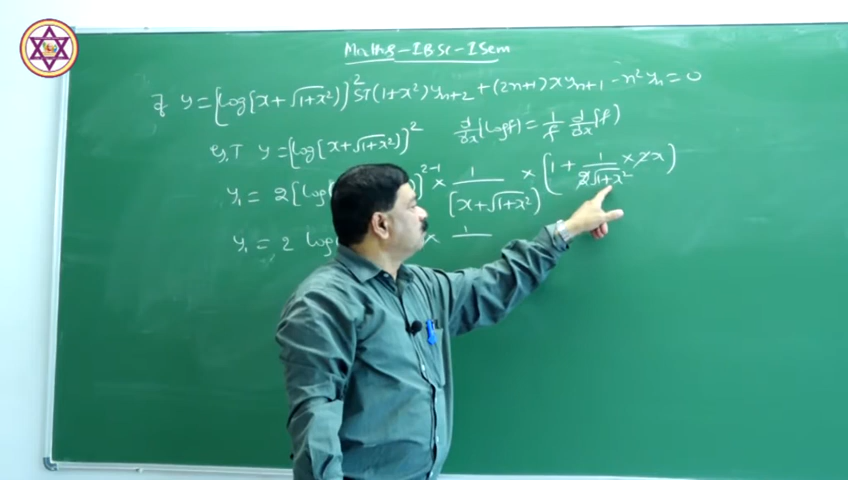 Maths - I BSc - I Sem
If y = [log(x + √1+x²)]² ST (1+x²) yn+2 + (2n+1) x yn+1 - n² yn = 0
G.T y = [log(x + √1+x²)]² d/dx (log f) = 1/f d/dx (f)
y₁ = 2[log ]²⁻¹ × 1/[x + √1+x²] × (1 + 1/2√1+x² × 2x)
y₁ = 2 log × 1